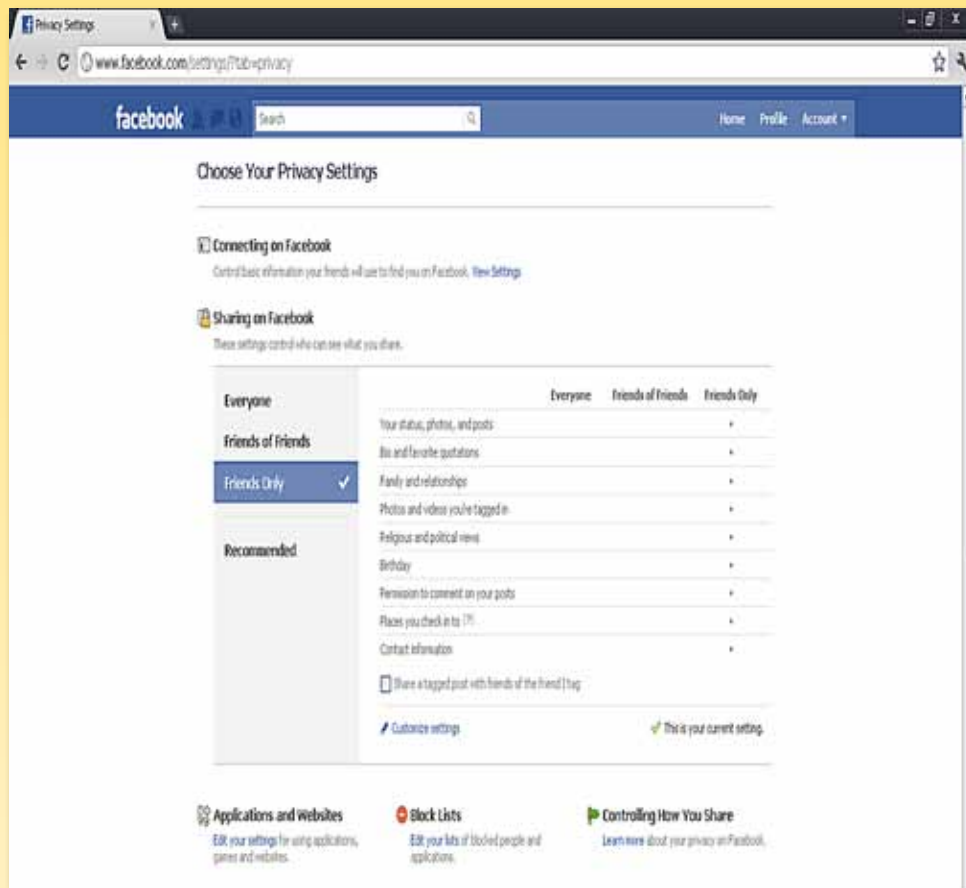 Privacy Settings
www.facebook.com/settings/?tab=privacy
facebook Search Home Profile Account
Choose Your Privacy Settings
Connecting on Facebook
Control basic information your friends will use to find you on Facebook. View Settings
Sharing on Facebook
These settings control who can see what you share.
Everyone
Friends of Friends
Friends Only
Recommended
Everyone Friends of Friends Friends Only
Your status, photos, and posts
Bio and favorite quotations
Family and relationships
Photos and videos you're tagged in
Religious and political views
Birthday
Permission to comment on your posts
Places you check in to [?]
Contact information
Share a tagged post with friends of the friend I tag
Customize settings This is your current setting.
Applications and Websites
Edit your settings for using applications,
games and websites.
Block Lists
Edit your lists of blocked people and
applications.
Controlling How You Share
Learn more about your privacy on Facebook.